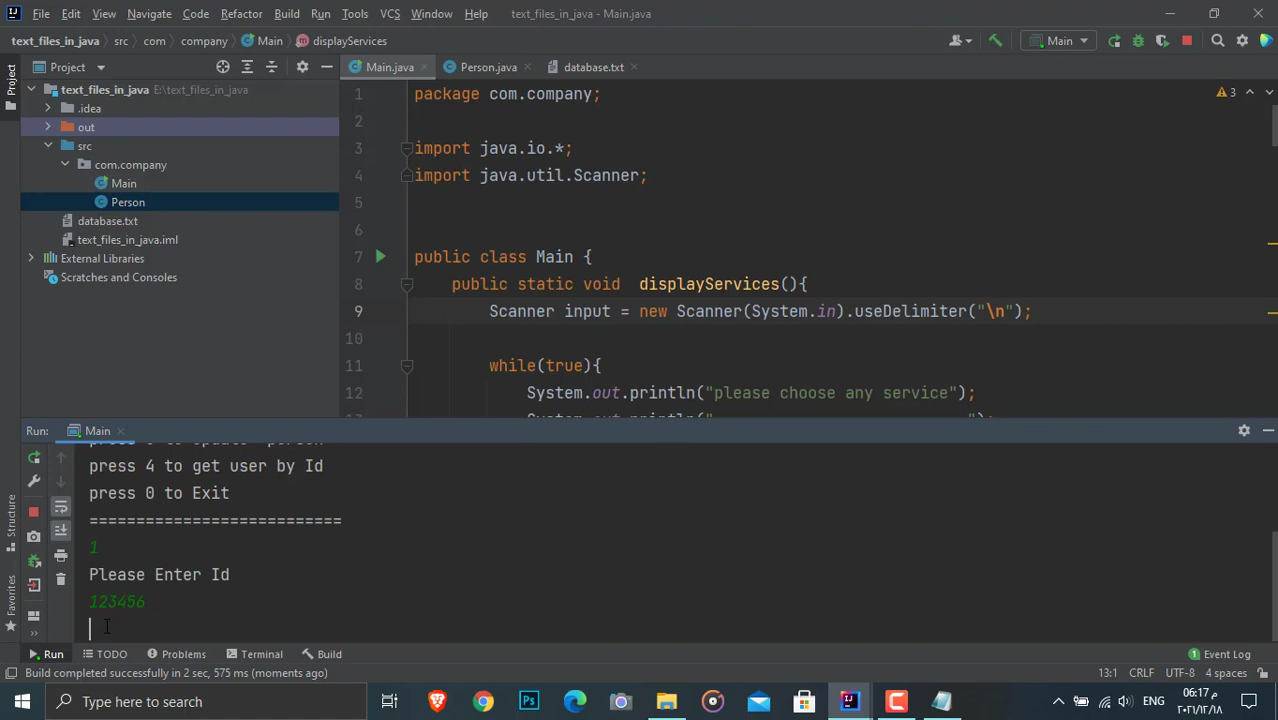 File Edit View Navigate Code Refactor Build Run Tools VCS Window Help text_files_in_java - Main.java
text_files_in_java src com company Main displayServices Main
Project
Main.java Person.java database.txt
text_files_in_java E:\text_files_in_java
.idea
out
src
com.company
Main
Person
database.txt
text_files_in_java.iml
External Libraries
Scratches and Consoles
Project
Structure
Favorites
3
1 package com.company;
2
3 import java.io.*;
4 import java.util.Scanner;
5
6
7 public class Main {
8 public static void displayServices(){
9 Scanner input = new Scanner(System.in).useDelimiter("\n");
10
11 while(true){
12 System.out.println("please choose any service");
Run: Main
press 4 to get user by Id
press 0 to Exit
===========================
1
Please Enter Id
123456
Run TODO Problems Terminal Build 1 Event Log
Build completed successfully in 2 sec, 575 ms (moments ago) 13:1 CRLF UTF-8 4 spaces
Type here to search Ps ENG
06:17 م
٢٠٢١/١٢/١٨